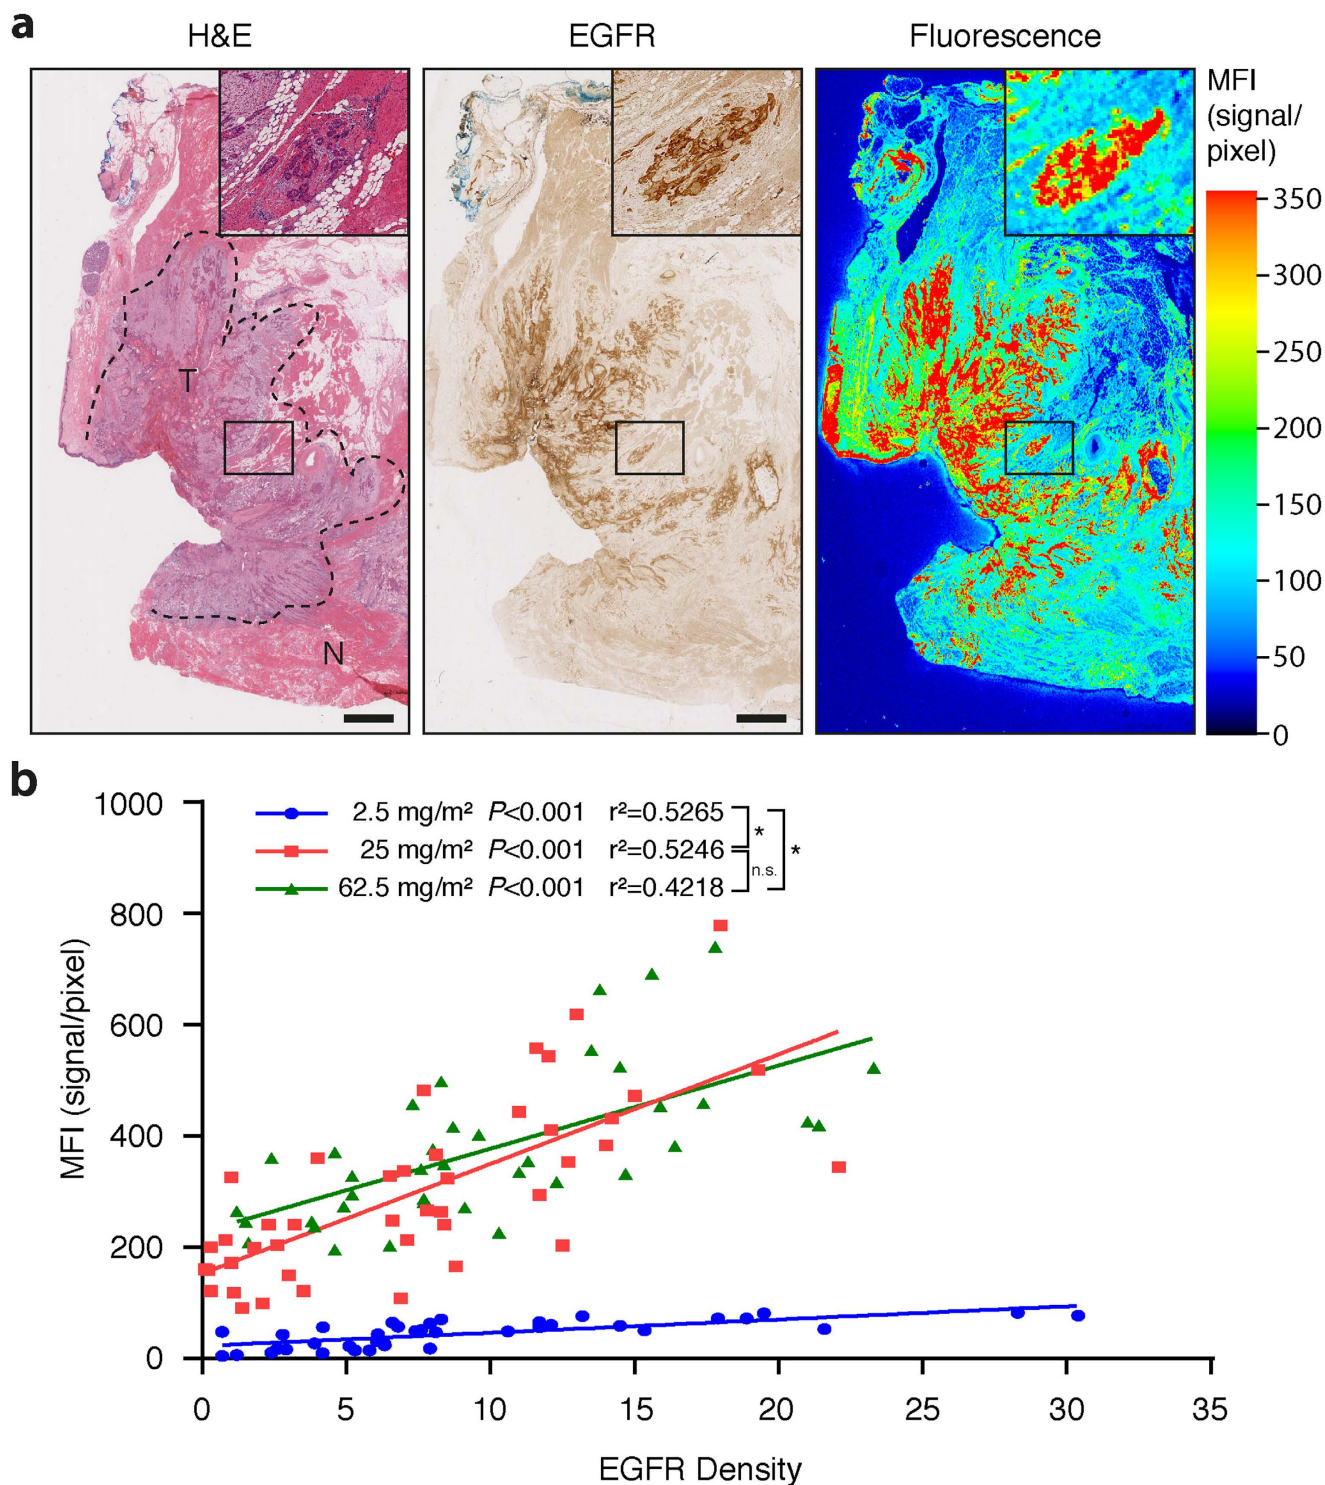 a
H&E
EGFR
Fluorescence
MFI
(signal/
pixel)
350
300
250
200
150
100
50
0
T
N
b
2.5 mg/m² P<0.001 r²=0.5265
25 mg/m² P<0.001 r²=0.5246
62.5 mg/m² P<0.001 r²=0.4218
*
n.s.
*
MFI (signal/pixel)
1000
800
600
400
200
0
0 5 10 15 20 25 30 35
EGFR Density